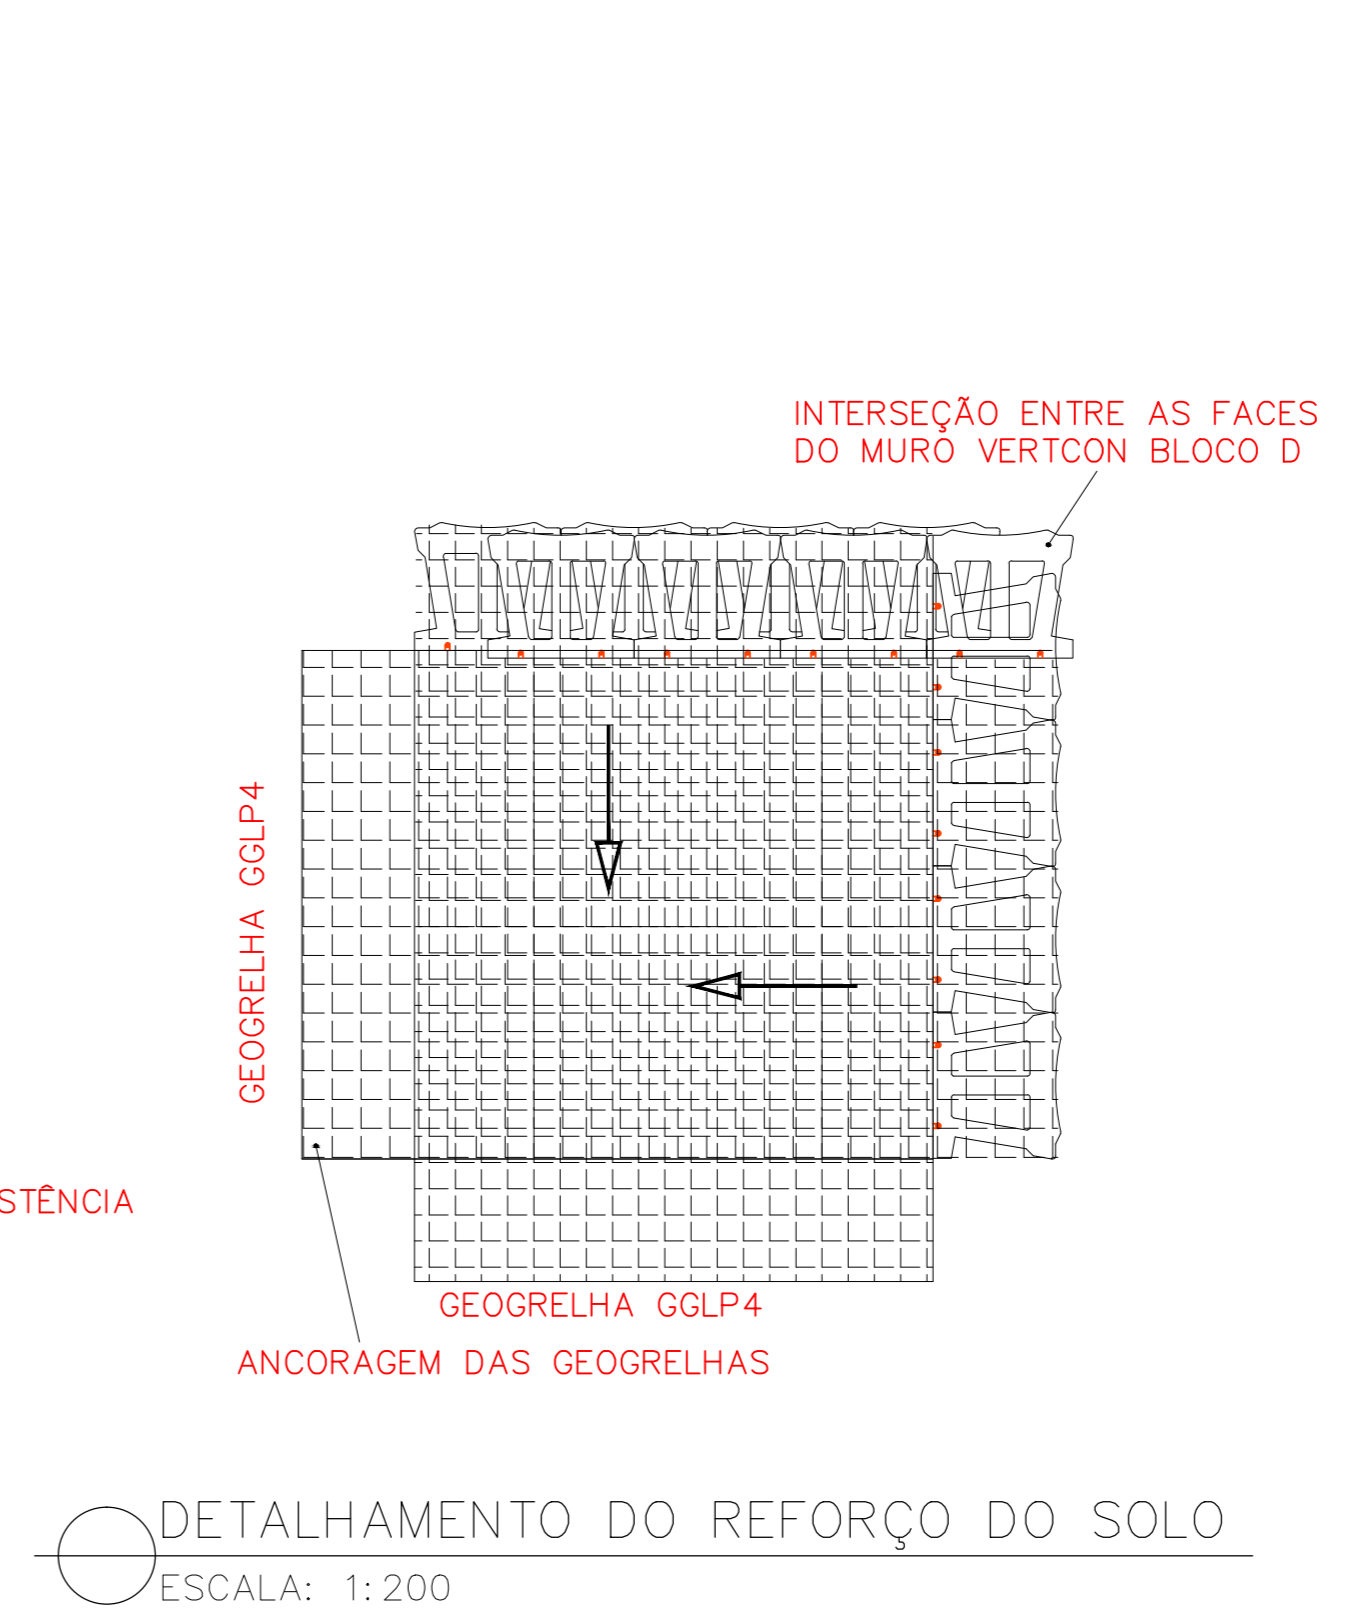 INTERSEÇÃO ENTRE AS FACES
DO MURO VERTCON BLOCO D
GEOGRELHA GGLP4
STÊNCIA
GEOGRELHA GGLP4
ANCORAGEM DAS GEOGRELHAS
DETALHAMENTO DO REFORÇO DO SOLO
ESCALA: 1:200